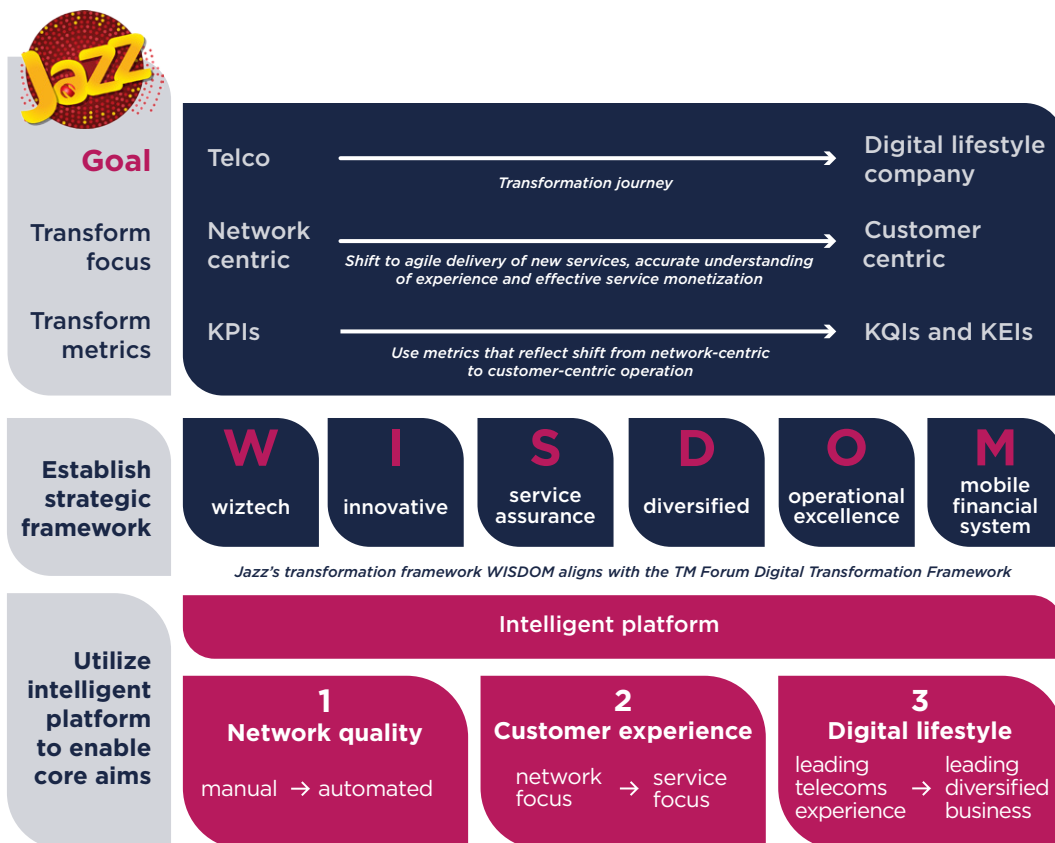 Jazz
Goal
Telco
Transformation journey
Digital lifestyle
company
Transform
focus
Network
centric
Shift to agile delivery of new services, accurate understanding
of experience and effective service monetization
Customer
centric
Transform
metrics
KPIs
Use metrics that reflect shift from network-centric
to customer-centric operation
KQIs and KEIs
Establish
strategic
framework
W
wiztech
I
innovative
S
service
assurance
D
diversified
O
operational
excellence
M
mobile
financial
system
Jazz's transformation framework WISDOM aligns with the TM Forum Digital Transformation Framework
Utilize
intelligent
platform
to enable
core aims
Intelligent platform
1
Network quality
manual → automated
2
Customer experience
network
focus
→
service
focus
3
Digital lifestyle
leading
telecoms
experience
→
leading
diversified
business